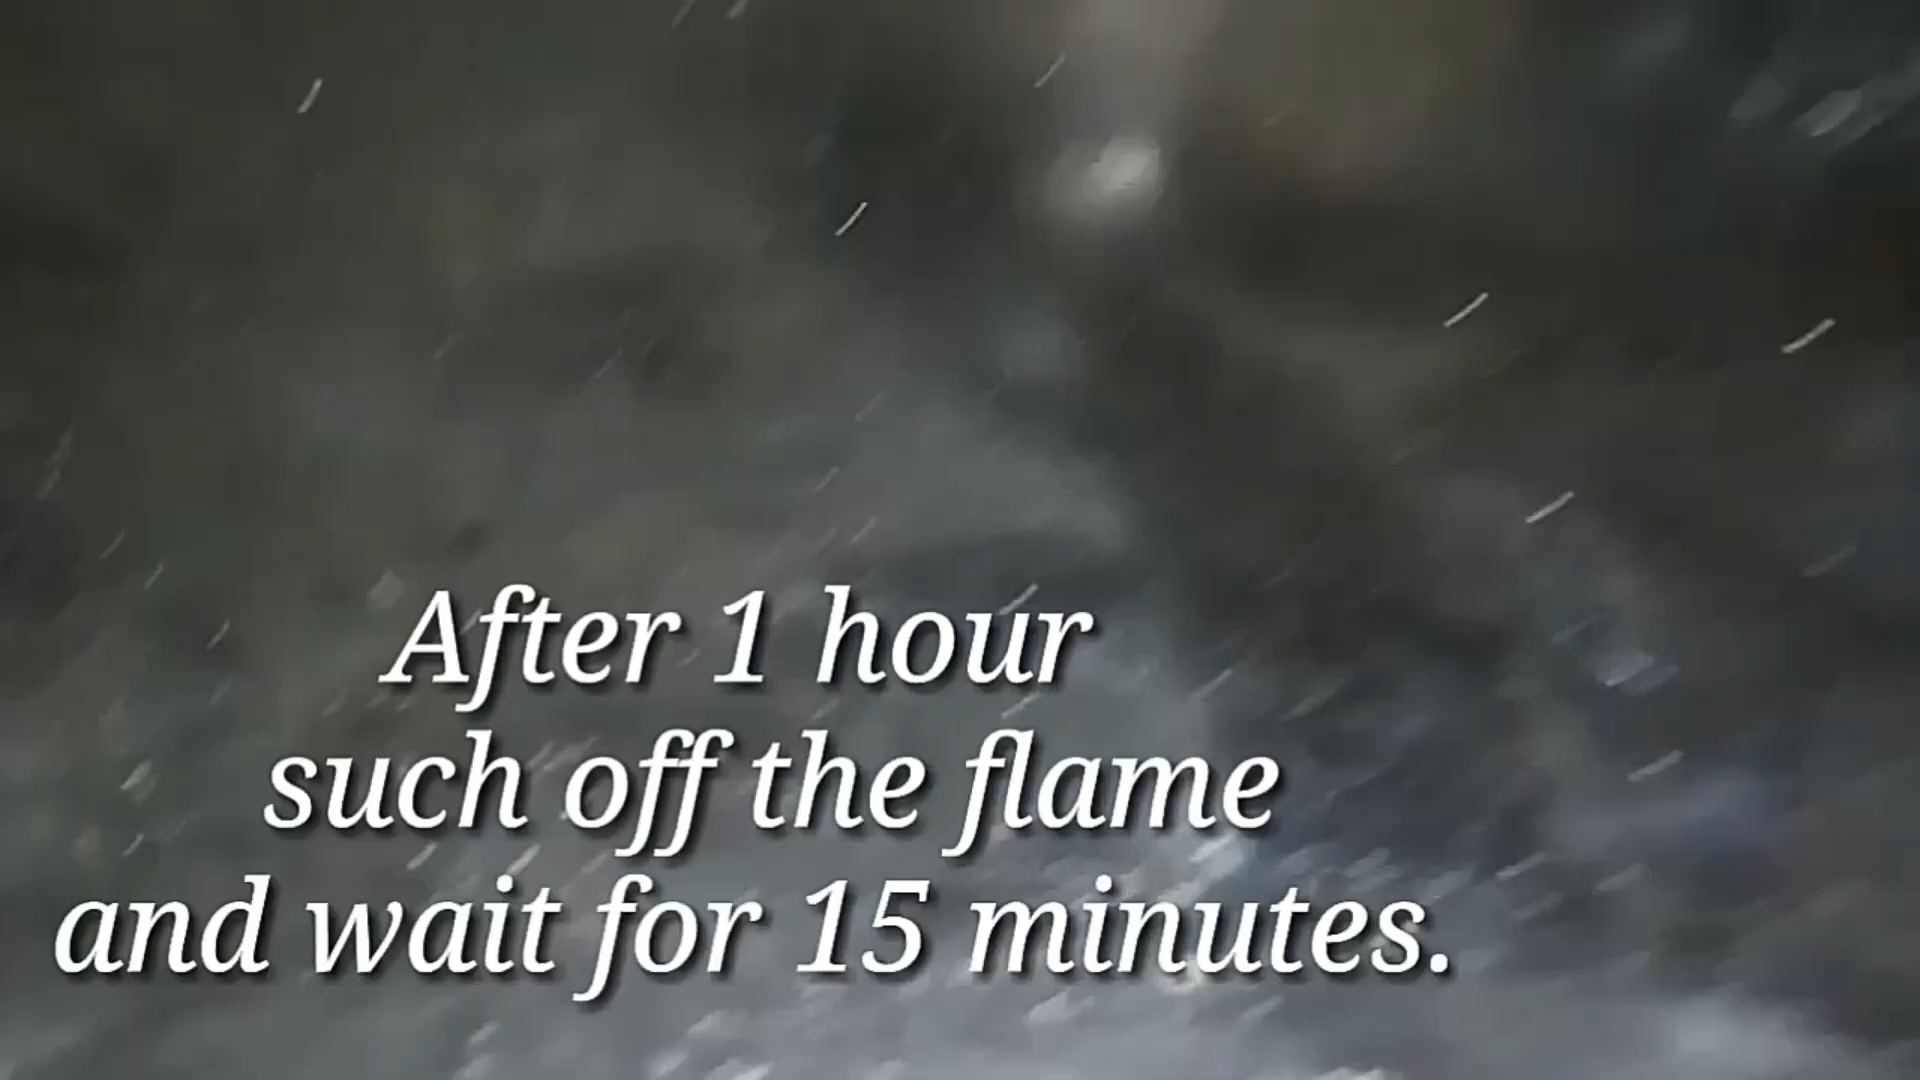 After 1 hour
such off the flame
and wait for 15 minutes.